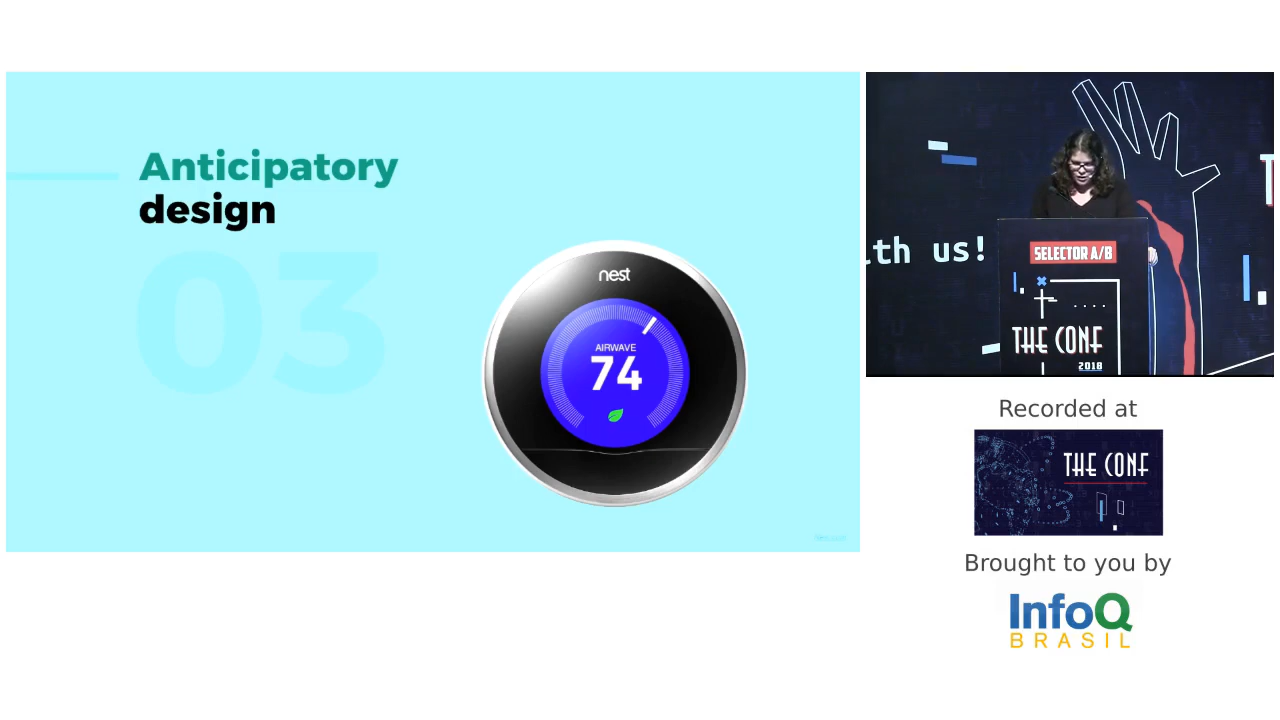 Anticipatory
design
03
nest
AIRWAVE
74
th us!
SELECTOR A/B
THE CONF
2018
Recorded at
THE CONF
Brought to you by
InfoQ
BRASIL